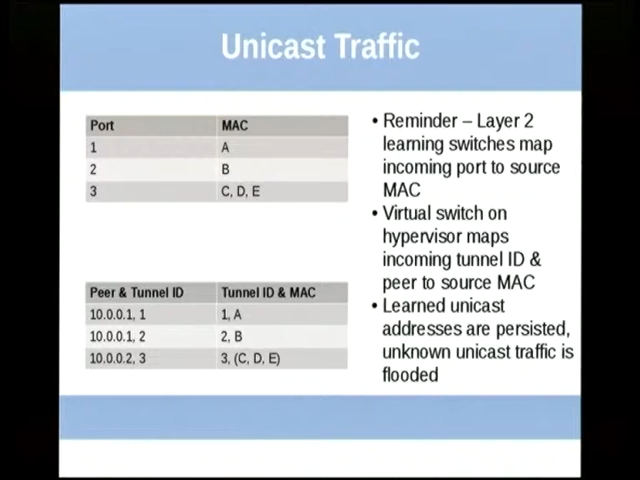 Unicast Traffic
Port MAC
1 A
2 B
3 C, D, E
Peer & Tunnel ID Tunnel ID & MAC
10.0.0.1, 1 1, A
10.0.0.1, 2 2, B
10.0.0.2, 3 3, (C, D, E)
• Reminder – Layer 2
learning switches map
incoming port to source
MAC
• Virtual switch on
hypervisor maps
incoming tunnel ID &
peer to source MAC
• Learned unicast
addresses are persisted,
unknown unicast traffic is
flooded